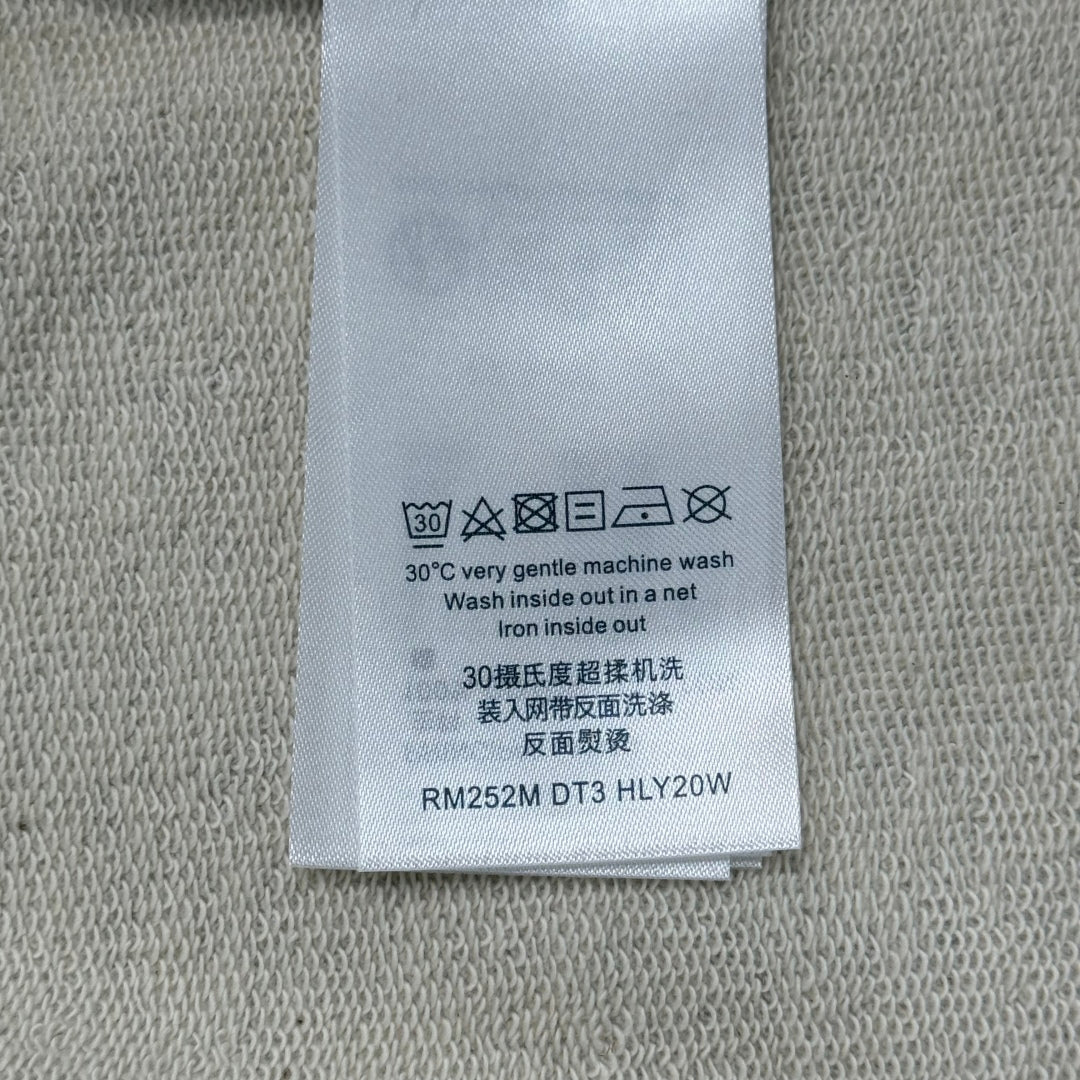 30
30°C very gentle machine wash
Wash inside out in a net
Iron inside out
30摄氏度超揉机洗
装入网带反面洗涤
反面熨烫
RM252M DT3 HLY20W